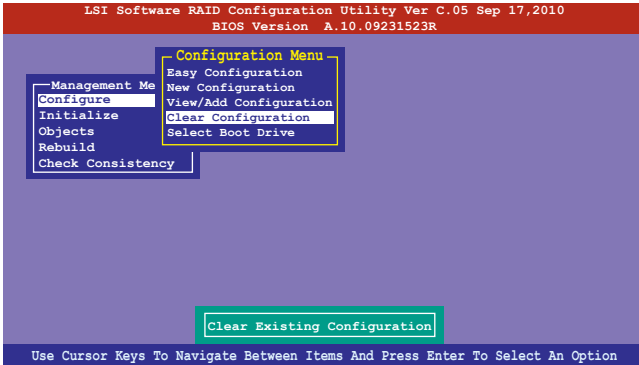 LSI Software RAID Configuration Utility Ver C.05 Sep 17,2010
BIOS Version A.10.09231523R
Configuration Menu
Easy Configuration
New Configuration
View/Add Configuration
Clear Configuration
Select Boot Drive
Management Me
Configure
Initialize
Objects
Rebuild
Check Consistency
Clear Existing Configuration
Use Cursor Keys To Navigate Between Items And Press Enter To Select An Option